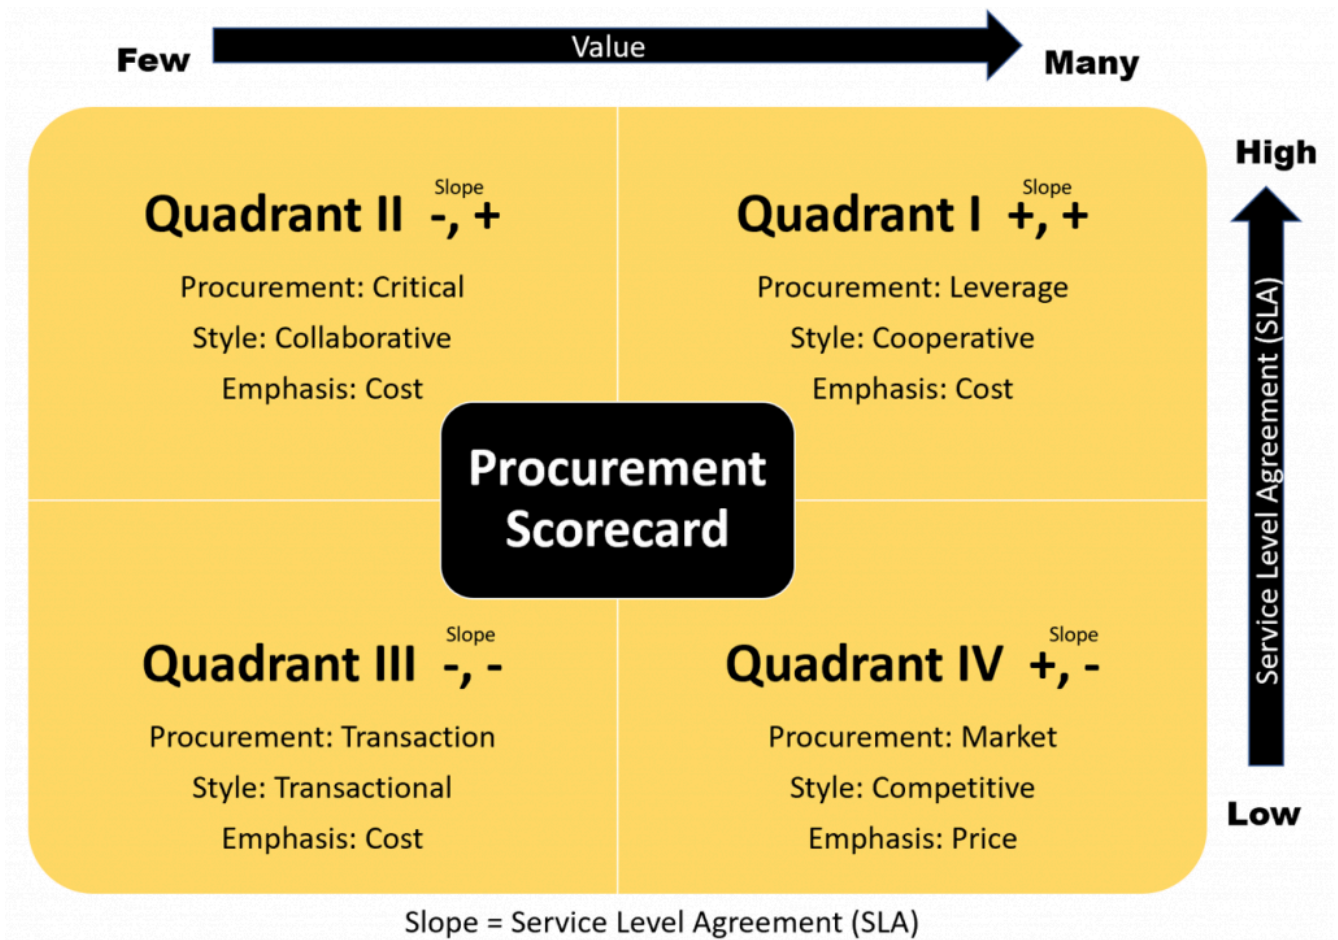 Value
Few
Many
High
Slope
Quadrant II -, +
Procurement: Critical
Style: Collaborative
Emphasis: Cost
Slope
Quadrant I +, +
Procurement: Leverage
Style: Cooperative
Emphasis: Cost
Procurement
Scorecard
Slope
Quadrant III -, -
Procurement: Transaction
Style: Transactional
Emphasis: Cost
Slope
Quadrant IV +, -
Procurement: Market
Style: Competitive
Emphasis: Price
Service Level Agreement (SLA)
Low
Slope = Service Level Agreement (SLA)